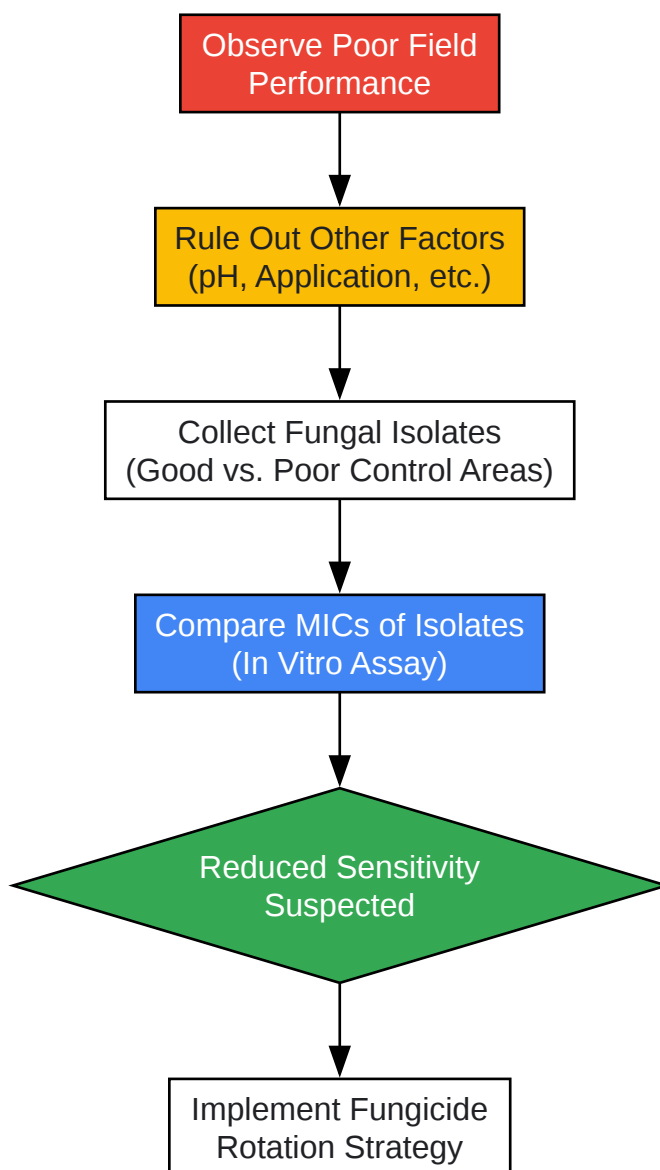 Observe Poor Field
Performance
Rule Out Other Factors
(pH, Application, etc.)
Collect Fungal Isolates
(Good vs. Poor Control Areas)
Compare MICs of Isolates
(In Vitro Assay)
Reduced Sensitivity
Suspected
Implement Fungicide
Rotation Strategy